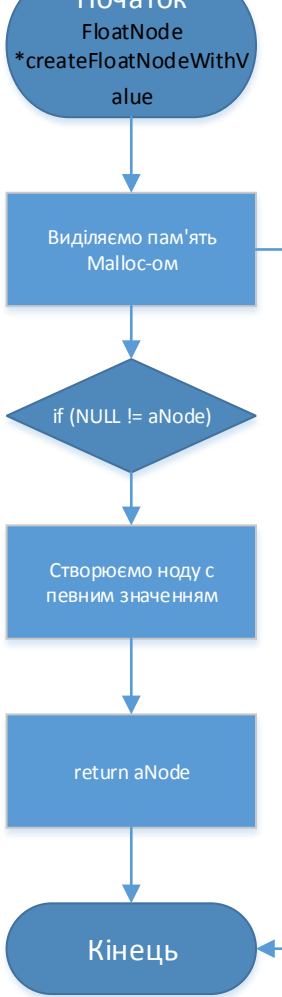 Початок
FloatNode
*createFloatNodeWithV
alue
Виділяємо пам'ять
Malloc-ом
if (NULL != aNode)
Створюємо ноду с
певним значенням
return aNode
Кінець